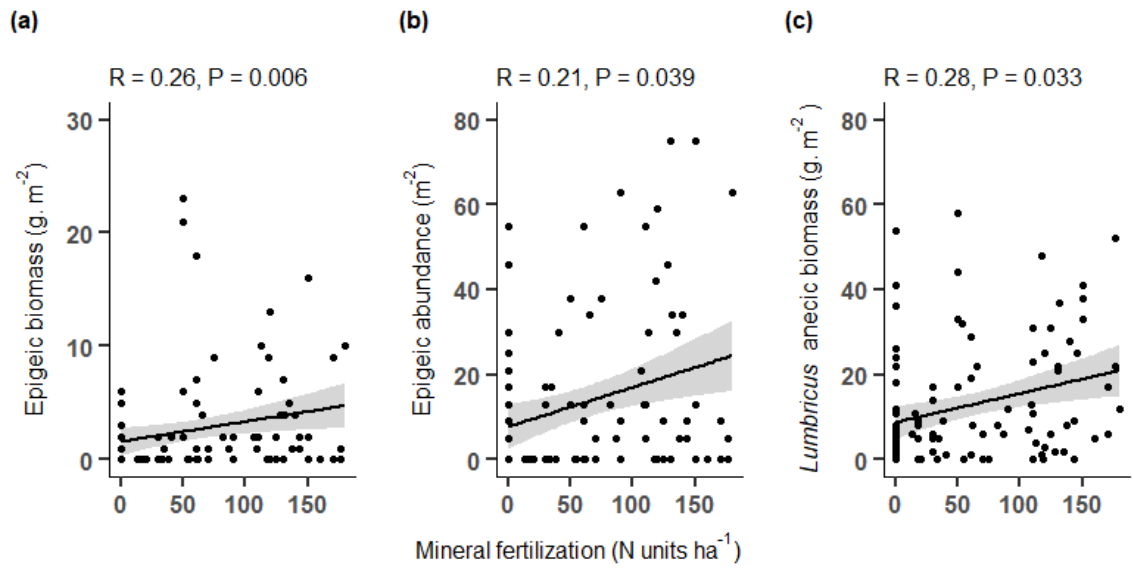 (a)
R = 0.26, P = 0.006
Epigeic biomass (g. m⁻²)
30
20
10
0
0 50 100 150
(b)
R = 0.21, P = 0.039
Epigeic abundance (m⁻²)
80
60
40
20
0
0 50 100 150
(c)
R = 0.28, P = 0.033
Lumbricus anecic biomass (g. m⁻²)
80
60
40
20
0
0 50 100 150
Mineral fertilization (N units ha⁻¹)